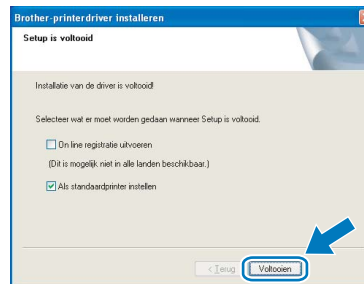 Brother-printerdriver installeren
Setup is voltooid
Installatie van de driver is voltooid!
Selecteer wat er moet worden gedaan wanneer Setup is voltooid.
On line registratie uitvoeren
(Dit is mogelijk niet in alle landen beschikbaar.)
Als standaardprinter instellen
< Terug
Voltooien